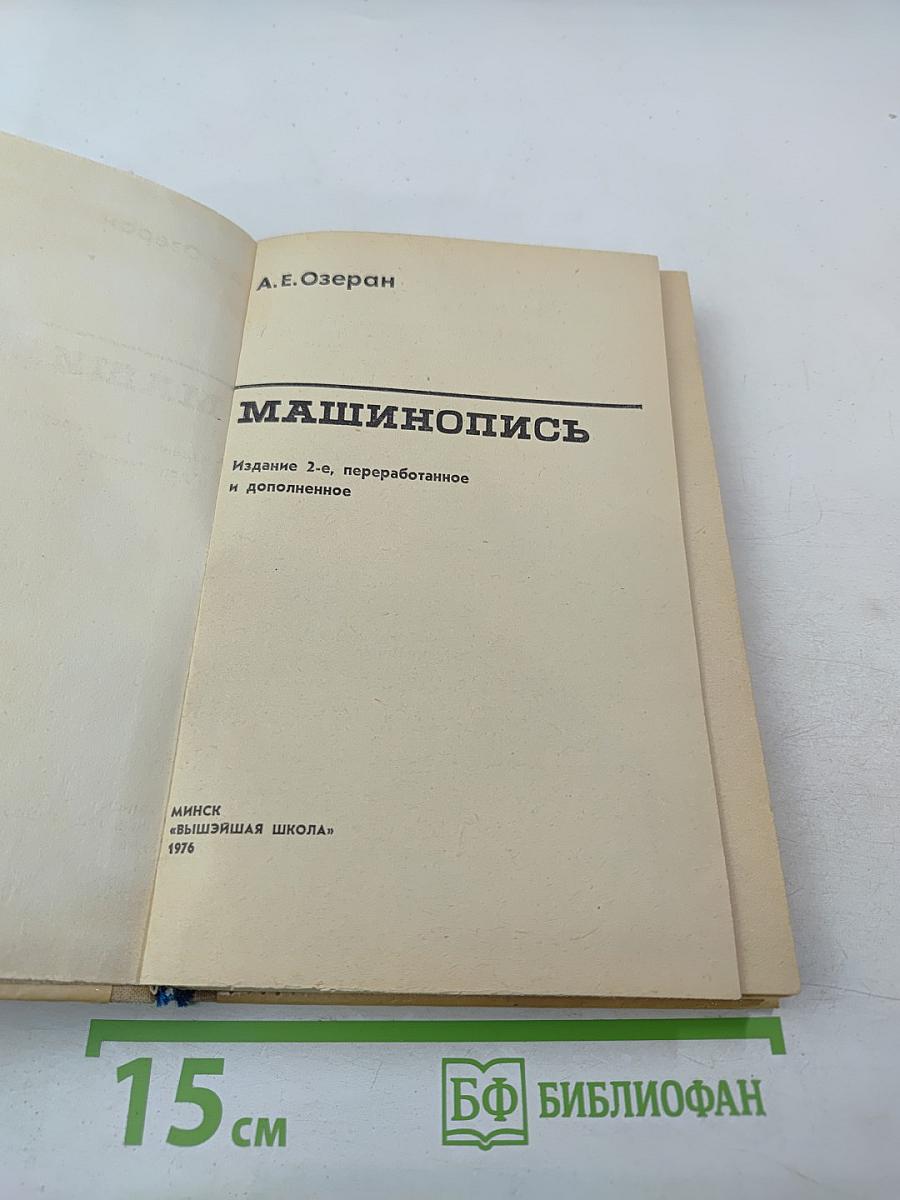 А. Е. Озеран
МАШИНОПИСЬ
Издание 2-е, переработанное
и дополненное
МИНСК
«ВЫШЭЙШАЯ ШКОЛА»
1976
15 см
БФ БИБЛИОФАН